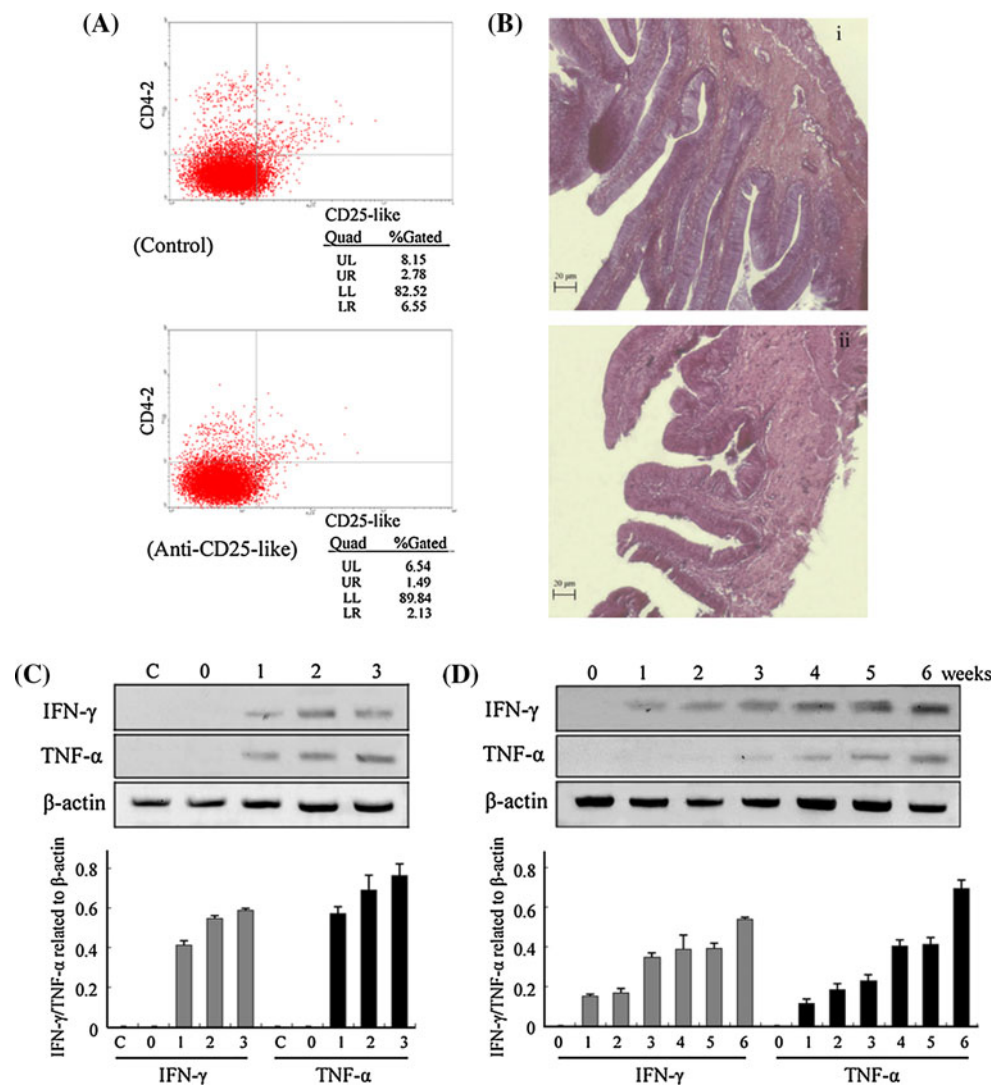 (A)
CD4-2
CD25-like
(Control)
Quad %Gated
UL 8.15
UR 2.78
LL 82.52
LR 6.55
CD4-2
CD25-like
(Anti-CD25-like)
Quad %Gated
UL 6.54
UR 1.49
LL 89.84
LR 2.13
(B)
i
20 μm
ii
20 μm
(C)
C 0 1 2 3
IFN-γ
TNF-α
β-actin
IFN-γ/TNF-α related to β-actin
0.8
0.6
0.4
0.2
0
C 0 1 2 3 C 0 1 2 3
IFN-γ TNF-α
(D)
0 1 2 3 4 5 6 weeks
IFN-γ
TNF-α
β-actin
IFN-γ/TNF-α related to β-actin
0.8
0.6
0.4
0.2
0
0 1 2 3 4 5 6 0 1 2 3 4 5 6
IFN-γ TNF-α